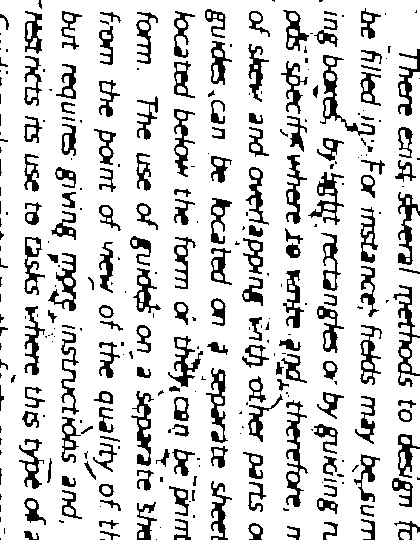 There exist several methods to design fo
be filled in. For instance, fields may be surr
ing boxes, by light rectangles or by guiding ru
ods specify where to write and, therefore, m
of skew and overlapping with other parts o
guides can be located on a separate sheet
located below the form or they can be print
form. The use of guides on a separate she
from the point of view of the quality of th
but requires giving more instructions and,
restricts its use to tasks where this type of a